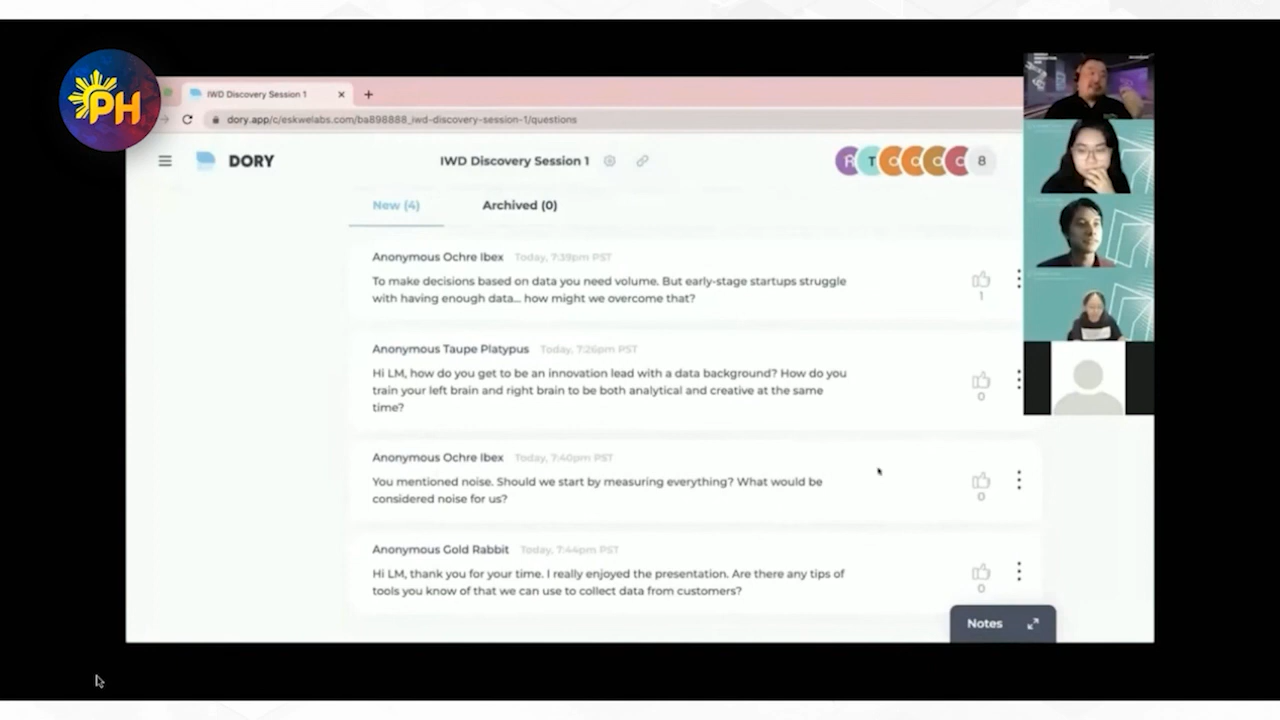 PH
IWD Discovery Session 1
dory.app/c/eskwelabs.com/ba898888_iwd-discovery-session-1/questions
DORY
IWD Discovery Session 1
R T O O O O 8
New (4)
Archived (0)
Anonymous Ochre Ibex Today, 7:39pm PST
To make decisions based on data you need volume. But early-stage startups struggle
with having enough data... how might we overcome that?
1
Anonymous Taupe Platypus Today, 7:26pm PST
Hi LM, how do you get to be an innovation lead with a data background? How do you
train your left brain and right brain to be both analytical and creative at the same
time?
0
Anonymous Ochre Ibex Today, 7:40pm PST
You mentioned noise. Should we start by measuring everything? What would be
considered noise for us?
0
Anonymous Gold Rabbit Today, 7:44pm PST
Hi LM, thank you for your time. I really enjoyed the presentation. Are there any tips of
tools you know of that we can use to collect data from customers?
0
Notes